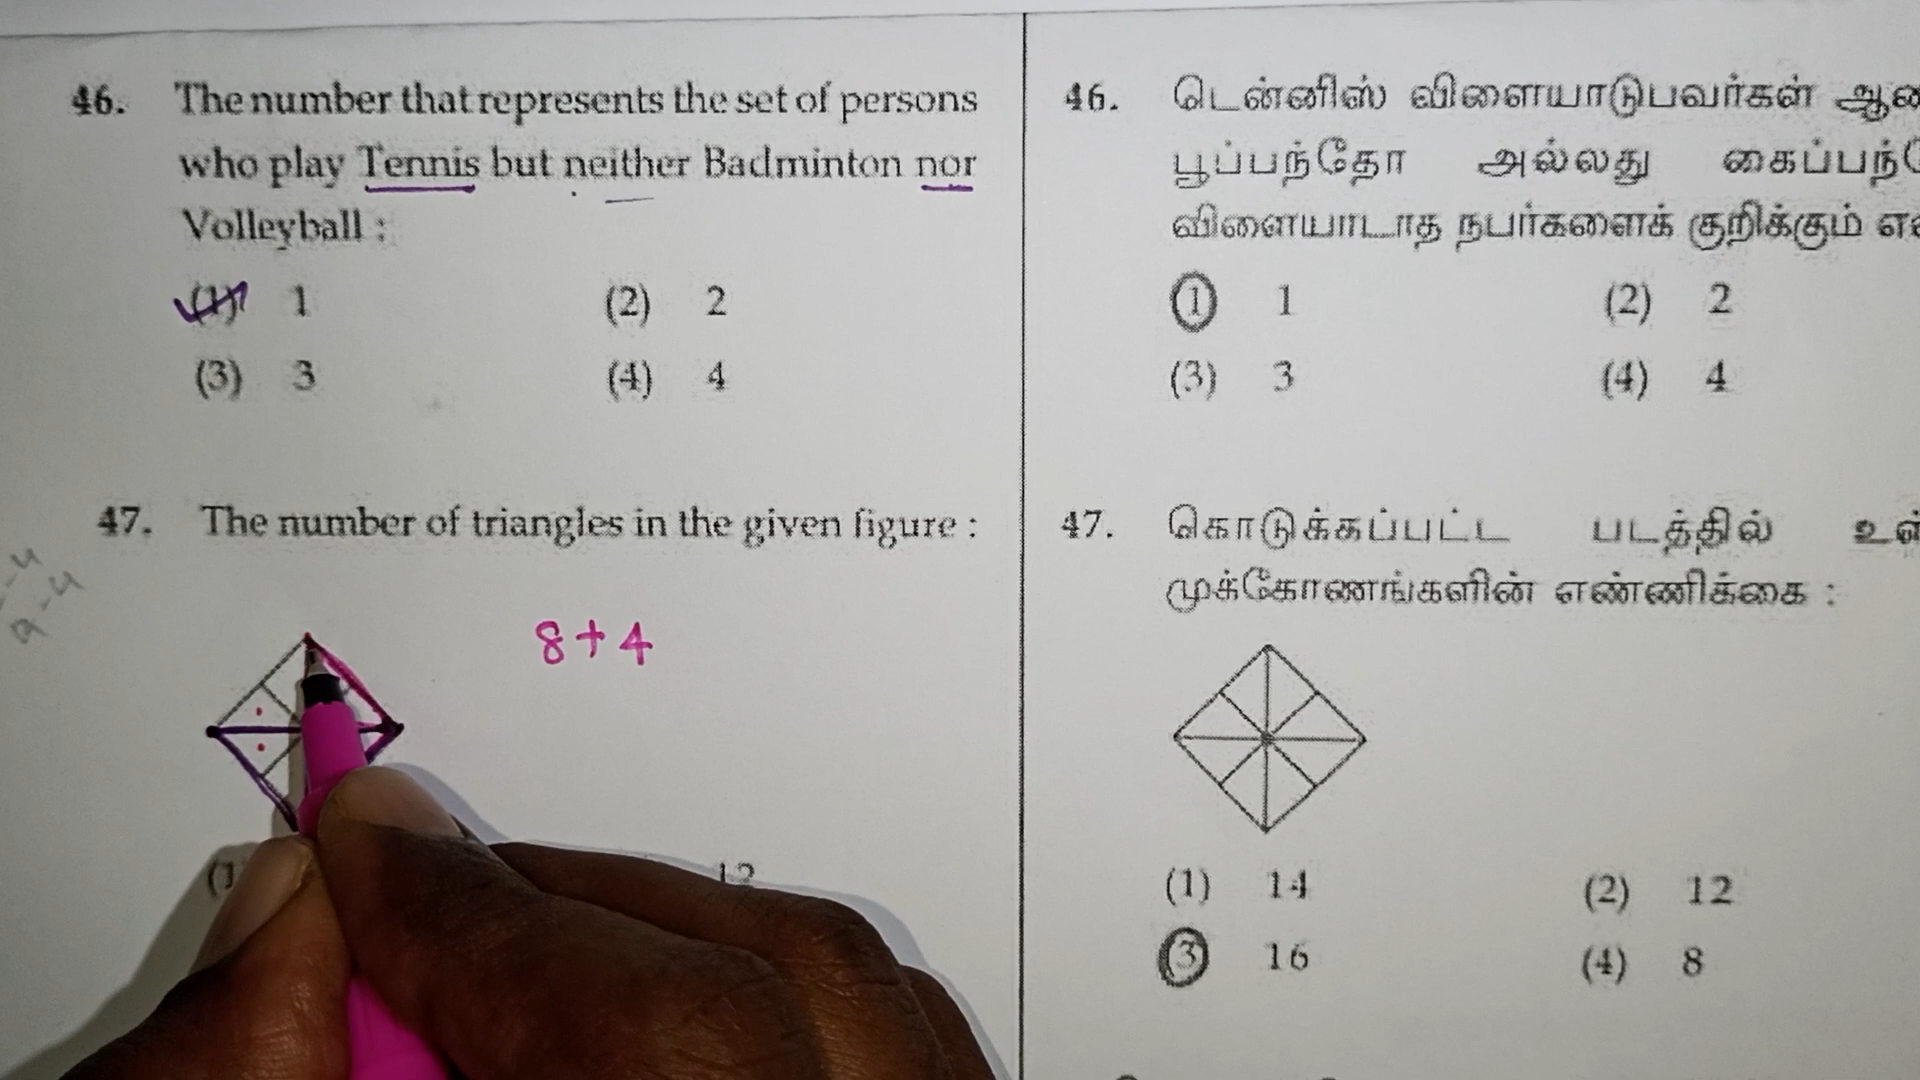 46. The number that represents the set of persons
who play Tennis but neither Badminton nor
Volleyball :
(1) 1 (2) 2
(3) 3 (4) 4
47. The number of triangles in the given figure :
8+4
12
46. டென்னிஸ் விளையாடுபவர்கள்
பூப்பந்தோ அல்லது
விளையாடாத நபர்களைக் குறிக்கும்
1 1 (2) 2
(3) 3 (4) 4
47. கொடுக்கப்பட்ட படத்தில்
முக்கோணங்களின் எண்ணிக்கை :
(1) 14 (2) 12
3 16 (4) 8